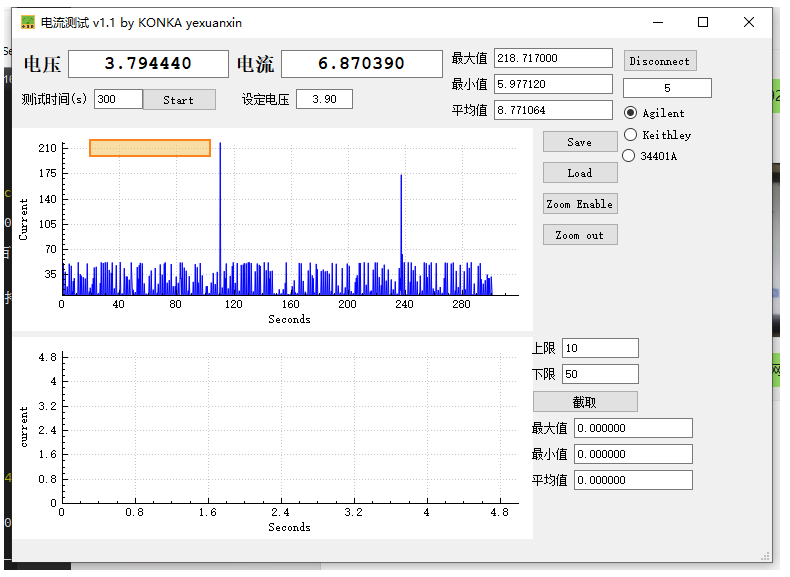 电流测试 v1.1 by KONKA yexuanxin
电压 3.794440 电流 6.870390
测试时间(s) 300 Start 设定电压 3.90
最大值 218.717000
最小值 5.977120
平均值 8.771064
Disconnect
5
Agilent
Keithley
34401A
Save
Load
Zoom Enable
Zoom out
Current
210
175
140
105
70
35
0 40 80 120 160 200 240 280
Seconds
current
4.8
4
3.2
2.4
1.6
0.8
0
0 0.8 1.6 2.4 3.2 4 4.8
Seconds
上限 10
下限 50
截取
最大值 0.000000
最小值 0.000000
平均值 0.000000